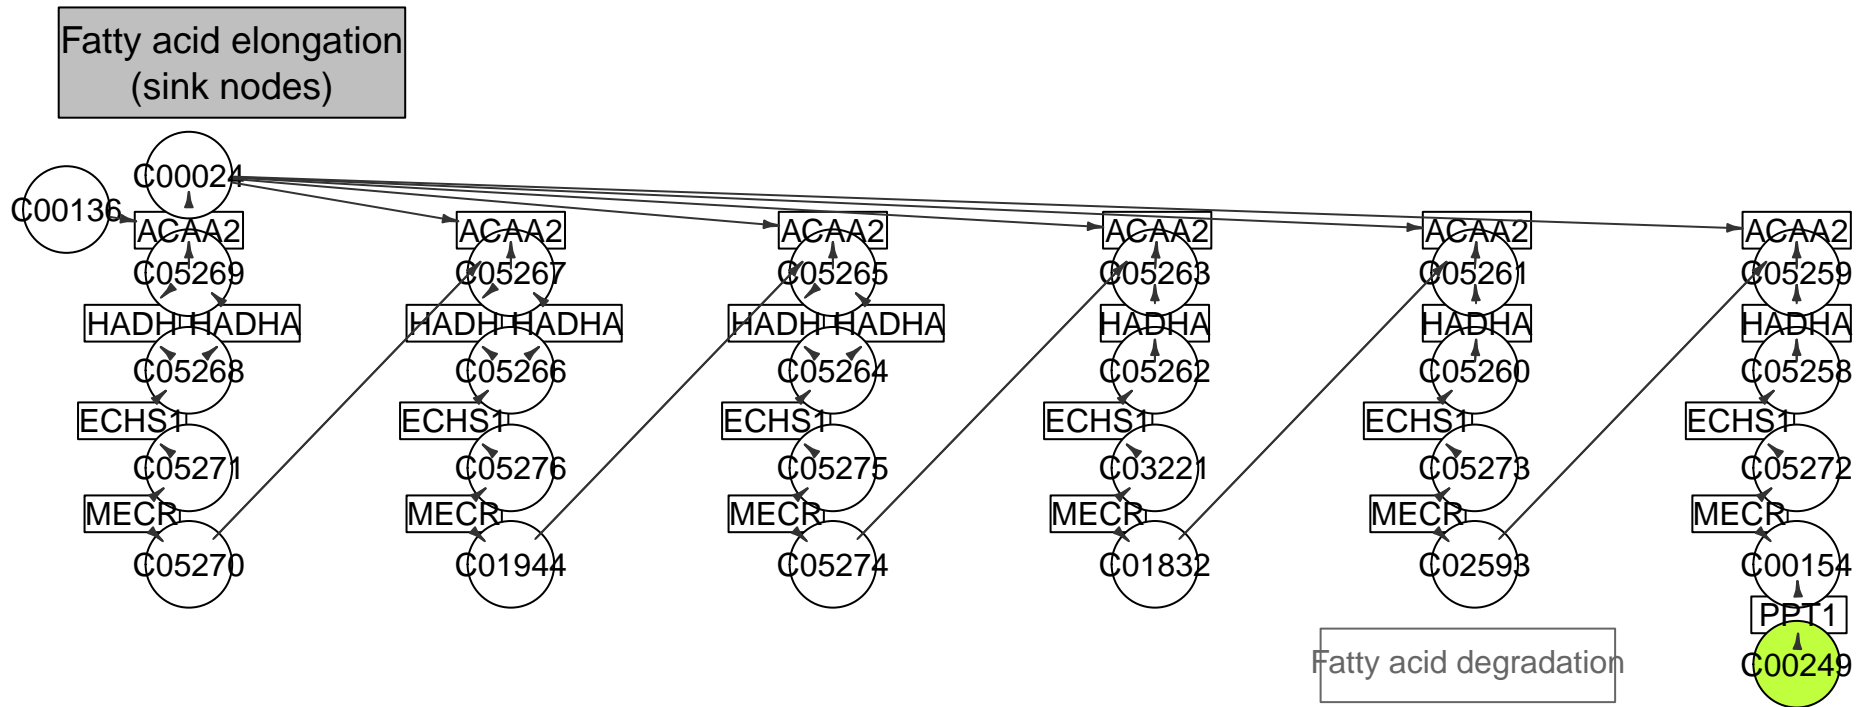 Fatty acid elongation
(sink nodes)
C00024
C00136
ACAA2 ACAA2 ACAA2 ACAA2 ACAA2 ACAA2
C05269 C05267 C05265 C05263 C05261 C05259
HADH HADHA HADH HADHA HADH HADHA HADHA HADHA HADHA
C05268 C05266 C05264 C05262 C05260 C05258
ECHS1 ECHS1 ECHS1 ECHS1 ECHS1 ECHS1
C05271 C05276 C05275 C03221 C05273 C05272
MECR MECR MECR MECR MECR MECR
C05270 C01944 C05274 C01832 C02593 C00154
PPT1
Fatty acid degradation C00249